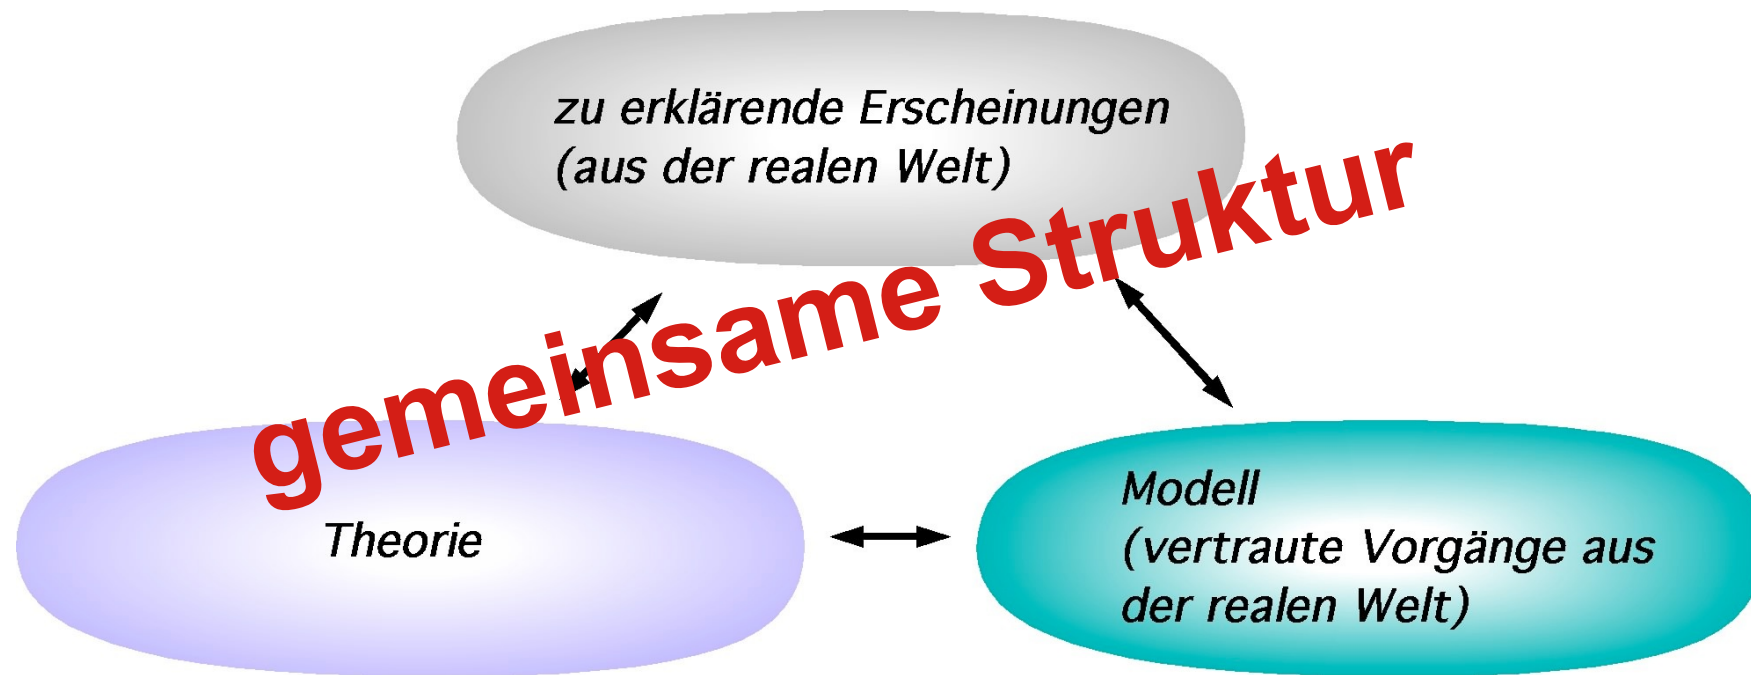 zu erklärende Erscheinungen
(aus der realen Welt)
gemeinsame Struktur
Theorie
Modell
(vertraute Vorgänge aus
der realen Welt)